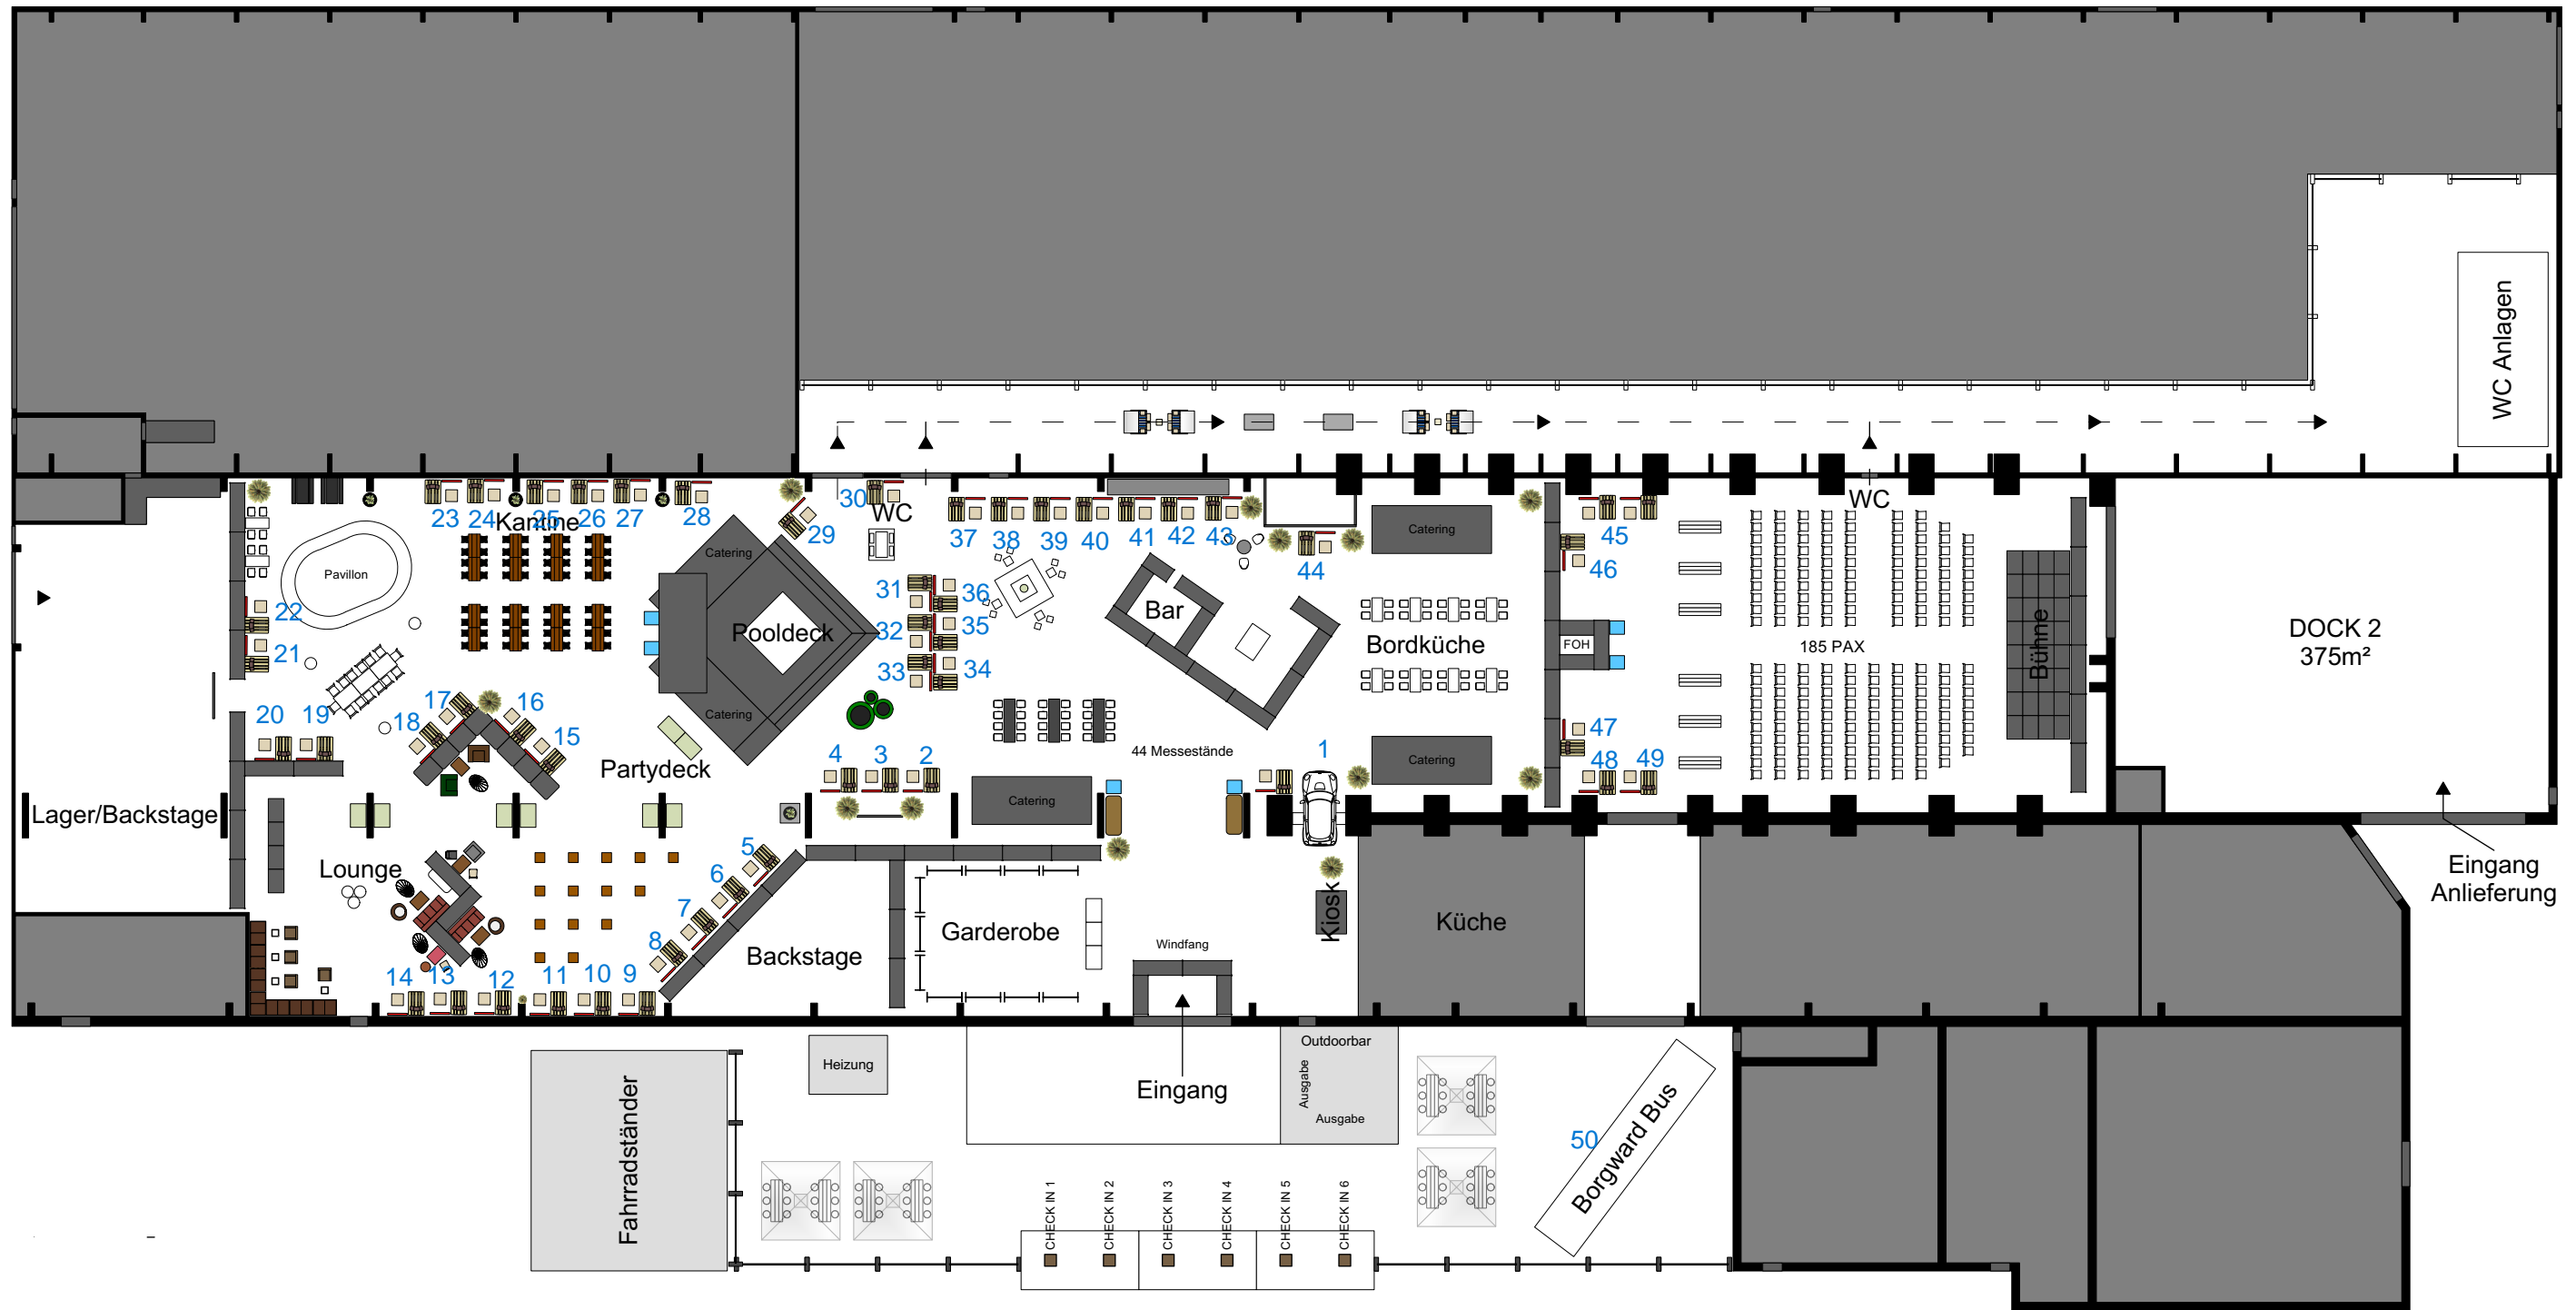 WC Anlagen
23
24
Kantine
25
26
27
28
29
30
WC
37
38
39
40
41
42
43
44
45
46
WC
Catering
Catering
Pavillon
22
21
20
19
18
17
16
15
Pooldeck
Catering
Partydeck
31
32
33
36
35
34
Bar
Bordküche
Catering
FOH
47
48
49
185 PAX
Bühne
DOCK 2
375m²
4
3
2
44 Messestände
1
Catering
Lager/Backstage
Lounge
5
6
7
8
14
13
12
11
10
9
Backstage
Garderobe
Windfang
Kiosk
Küche
Eingang
Anlieferung
Heizung
Fahrradständer
Eingang
Outdoorbar
Ausgabe
Ausgabe
50
Borgward Bus
CHECK IN 1
CHECK IN 2
CHECK IN 3
CHECK IN 4
CHECK IN 5
CHECK IN 6